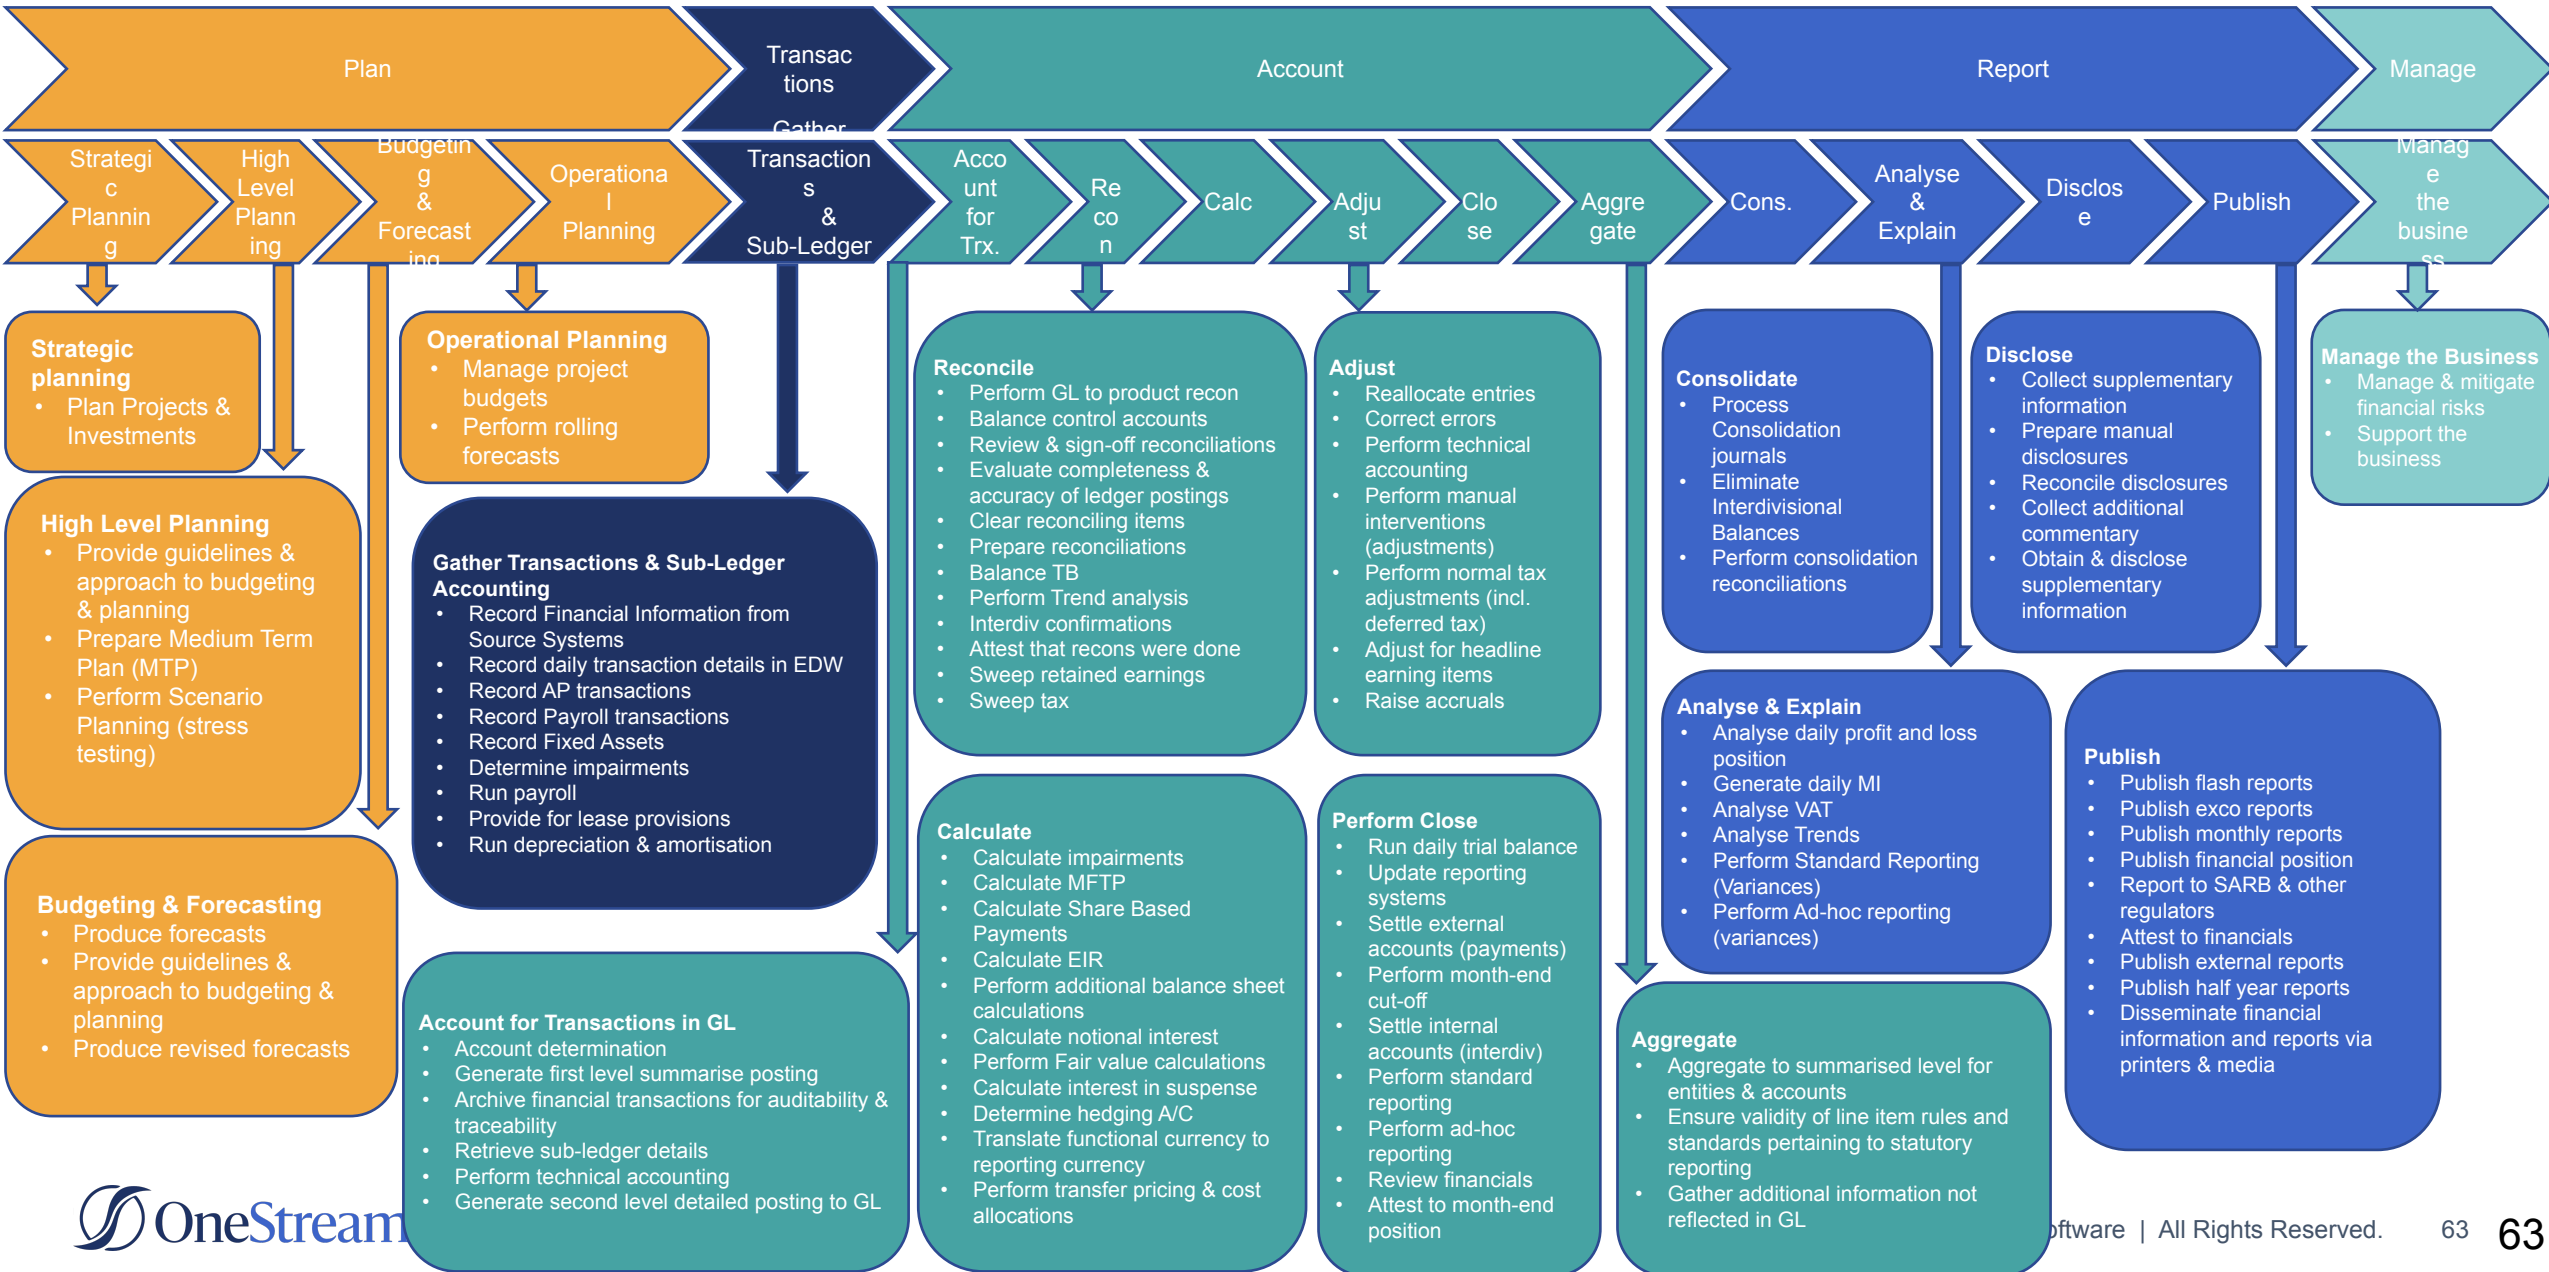 Plan
Transac
tions
Account
Report
Manage
Strategi
c
Plannin
g
High
Level
Plann
ing
Budgetin
g
&
Forecast
ing
Operationa
l
Planning
Gather
Transaction
s
&
Sub-Ledger
Acco
unt
for
Trx.
Re
co
n
Calc
Adju
st
Clo
se
Aggre
gate
Cons.
Analyse
&
Explain
Disclos
e
Publish
Manag
e
the
busine
ss
Strategic
planning
• Plan Projects &
Investments
High Level Planning
• Provide guidelines &
approach to budgeting
& planning
• Prepare Medium Term
Plan (MTP)
• Perform Scenario
Planning (stress
testing)
Budgeting & Forecasting
• Produce forecasts
• Provide guidelines &
approach to budgeting &
planning
• Produce revised forecasts
Operational Planning
• Manage project
budgets
• Perform rolling
forecasts
Gather Transactions & Sub-Ledger
Accounting
• Record Financial Information from
Source Systems
• Record daily transaction details in EDW
• Record AP transactions
• Record Payroll transactions
• Record Fixed Assets
• Determine impairments
• Run payroll
• Provide for lease provisions
• Run depreciation & amortisation
Account for Transactions in GL
• Account determination
• Generate first level summarise posting
• Archive financial transactions for auditability &
traceability
• Retrieve sub-ledger details
• Perform technical accounting
• Generate second level detailed posting to GL
Reconcile
• Perform GL to product recon
• Balance control accounts
• Review & sign-off reconciliations
• Evaluate completeness &
accuracy of ledger postings
• Clear reconciling items
• Prepare reconciliations
• Balance TB
• Perform Trend analysis
• Interdiv confirmations
• Attest that recons were done
• Sweep retained earnings
• Sweep tax
Calculate
• Calculate impairments
• Calculate MFTP
• Calculate Share Based
Payments
• Calculate EIR
• Perform additional balance sheet
calculations
• Calculate notional interest
• Perform Fair value calculations
• Calculate interest in suspense
• Determine hedging A/C
• Translate functional currency to
reporting currency
• Perform transfer pricing & cost
allocations
Adjust
• Reallocate entries
• Correct errors
• Perform technical
accounting
• Perform manual
interventions
(adjustments)
• Perform normal tax
adjustments (incl.
deferred tax)
• Adjust for headline
earning items
• Raise accruals
Perform Close
• Run daily trial balance
• Update reporting
systems
• Settle external
accounts (payments)
• Perform month-end
cut-off
• Settle internal
accounts (interdiv)
• Perform standard
reporting
• Perform ad-hoc
reporting
• Review financials
• Attest to month-end
position
Consolidate
• Process
Consolidation
journals
• Eliminate
Interdivisional
Balances
• Perform consolidation
reconciliations
Analyse & Explain
• Analyse daily profit and loss
position
• Generate daily MI
• Analyse VAT
• Analyse Trends
• Perform Standard Reporting
(Variances)
• Perform Ad-hoc reporting
(variances)
Aggregate
• Aggregate to summarised level for
entities & accounts
• Ensure validity of line item rules and
standards pertaining to statutory
reporting
• Gather additional information not
reflected in GL
Disclose
• Collect supplementary
information
• Prepare manual
disclosures
• Reconcile disclosures
• Collect additional
commentary
• Obtain & disclose
supplementary
information
Publish
• Publish flash reports
• Publish exco reports
• Publish monthly reports
• Publish financial position
• Report to SARB & other
regulators
• Attest to financials
• Publish external reports
• Publish half year reports
• Disseminate financial
information and reports via
printers & media
Manage the Business
• Manage & mitigate
financial risks
• Support the
business
OneStream
oftware | All Rights Reserved. 63
63